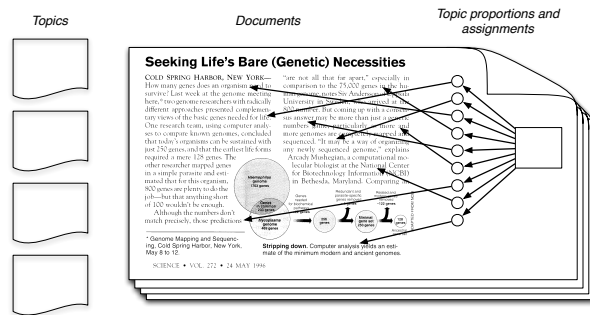 Topics
Documents
Topic proportions and
assignments
Seeking Life's Bare (Genetic) Necessities
COLD SPRING HARBOR, NEW YORK—
How many genes does an organism need to
survive? Last week at the genome meeting
here,* two genome researchers with radically
different approaches presented complemen-
tary views of the basic genes needed for life.
One research team, using computer analy-
ses to compare known genomes, concluded
that today's organisms can be sustained with
just 250 genes, and that the earliest life forms
required a mere 128 genes. The
other researcher mapped genes
in a simple parasite and esti-
mated that for this organism,
800 genes are plenty to do the
job—but that anything short
of 100 wouldn't be enough.
Although the numbers don't
match precisely, those predictions
* Genome Mapping and Sequenc-
ing, Cold Spring Harbor, New York,
May 8 to 12.
"are not all that far apart," especially in
comparison to the 75,000 genes in the hu-
man genome, notes Siv Andersson
University in arrived at the
800 number. But coming up with a consen-
sus answer may be more than just a genetic
numbers game, particularly as more and
more genomes are completely mapped and
sequenced. "It may be a way of organizing
any newly sequenced genome," explains
Arcady Mushegian, a computational mo-
lecular biologist at the National Center
for Biotechnology Information (NCBI)
in Bethesda, Maryland. Comparing an
Haemophilus
genome
1703 genes
Mycoplasma
genome
469 genes
Genes
needed
for biochemical
Redundant and
parasite-specific
genes removed
Minimal
gene set
250 genes
genes
128
genes
Stripping down. Computer analysis yields an esti-
mate of the minimum modern and ancient genomes.
SCIENCE • VOL. 272 • 24 MAY 1996